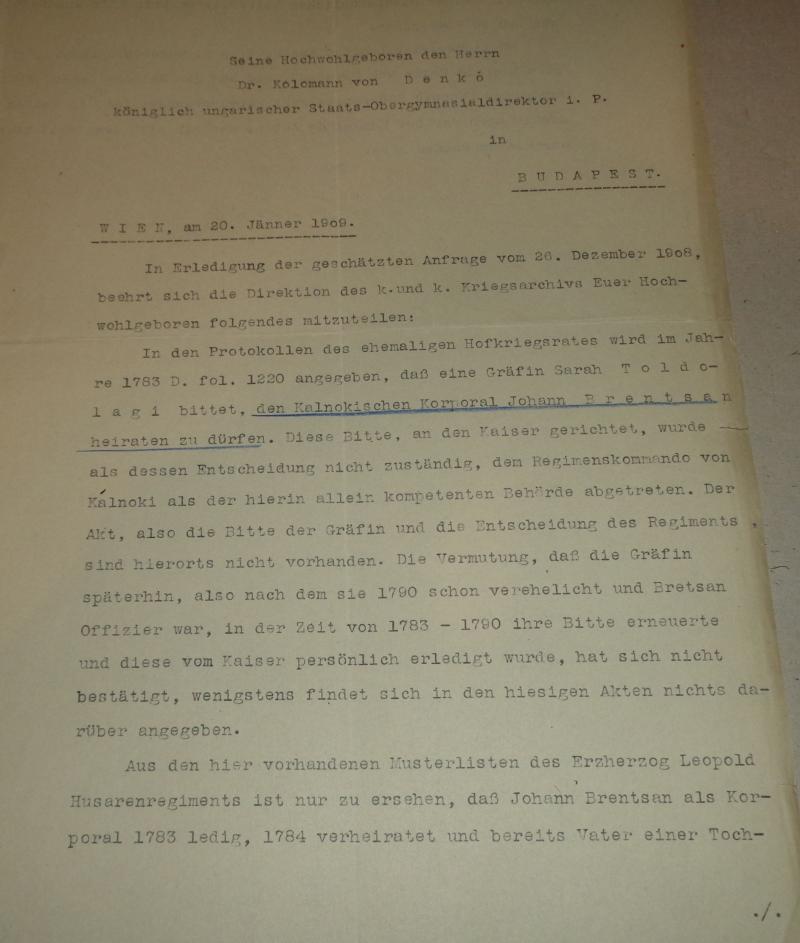 Seine Hochwohlgeboren den Herrn
Dr. Kolomann von D e n k ó
königlich ungarischer Staats-Obergymnasialdirektor i. P.
in
B U D A P E S T.
W I E N, am 20. Jänner 19o9.
In Erledigung der geschätzten Anfrage vom 26. Dezember 19o8,
beehrt sich die Direktion des k.und k. Kriegsarchivs Euer Hoch-
wohlgeboren folgendes mitzuteilen:
In den Protokollen des ehemaligen Hofkriegsrates wird im Jah-
re 1783 D. fol. 1220 angegeben, daß eine Gräfin Sarah T o l d o-
l a g i bittet, den Kalnokischen Korporal Johann B r e n t s a n
heiraten zu dürfen. Diese Bitte, an den Kaiser gerichtet, wurde
als dessen Entscheidung nicht zuständig, dem Regimenskommando von
Kálnoki als der hierin allein kompetenten Behörde abgetreten. Der
Akt, also die Bitte der Gräfin und die Entscheidung des Regiments ,
sind hierorts nicht vorhanden. Die Vermutung, daß die Gräfin
späterhin, also nach dem sie 1790 schon verehelicht und Bretsan
Offizier war, in der Zeit von 1783 - 1790 ihre Bitte erneuerte
und diese vom Kaiser persönlich erledigt wurde, hat sich nicht
bestätigt, wenigstens findet sich in den hiesigen Akten nichts da-
rüber angegeben.
Aus den hier vorhandenen Musterlisten des Erzherzog Leopold
Husarenregiments ist nur zu ersehen, daß Johann Brentsan als Kor-
poral 1783 ledig, 1784 verheiratet und bereits Vater einer Toch-
./.